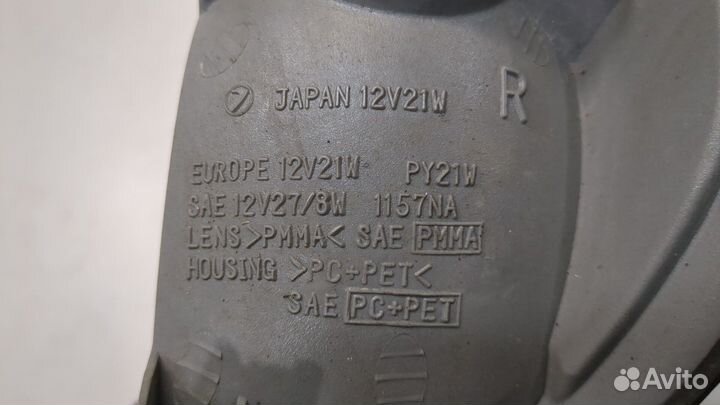 JAPAN 12V21W R
EUROPE 12V21W PY21W
SAE 12V27/8W 1157NA
LENS >PMMA< SAE PMMA
HOUSING >PC+PET<
SAE PC+PET
Avito